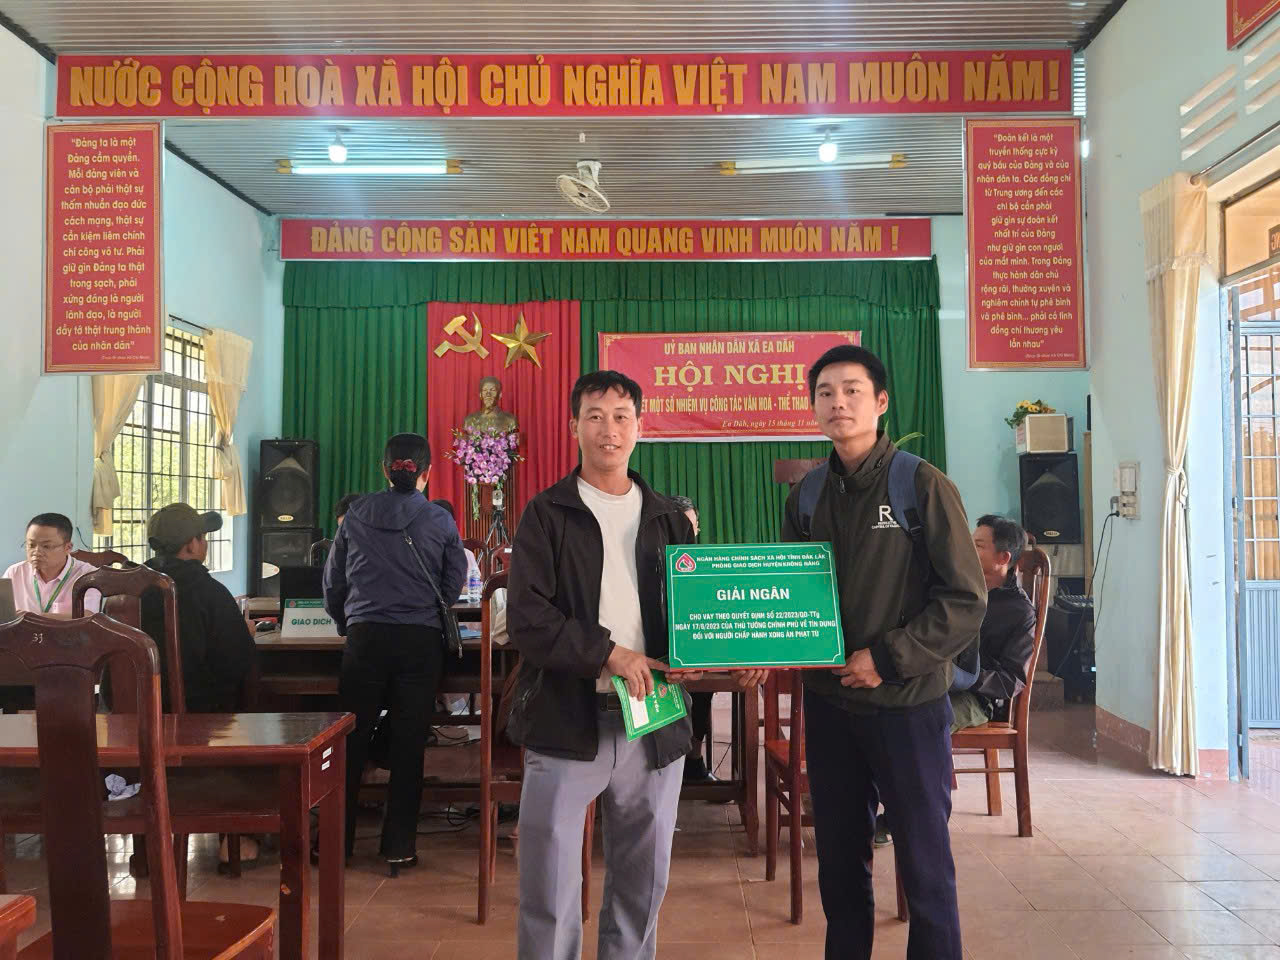 NƯỚC CỘNG HOÀ XÃ HỘI CHỦ NGHĨA VIỆT NAM MUÔN NĂM!
"Đảng ta là một
Đảng cầm quyền.
Mỗi đảng viên và
cán bộ phải thật sự
thấm nhuần đạo đức
cách mạng, thật sự
cần kiệm liêm chính
chí công vô tư. Phải
giữ gìn Đảng ta thật
trong sạch, phải
xứng đáng là người
lãnh đạo, là người
đầy tớ thật trung thành
của nhân dân"
"Đoàn kết là một
truyền thống cực kỳ
quý báu của Đảng và của
nhân dân ta. Các đồng chí
từ Trung ương đến các
chi bộ cần phải
giữ gìn sự đoàn kết
nhất trí của Đảng
như giữ gìn con ngươi
của mắt mình. Trong Đảng
thực hành dân chủ
rộng rãi, thường xuyên và
nghiêm chỉnh tự phê bình
và phê bình... phải có tình
đồng chí thương yêu
lẫn nhau"
ĐẢNG CỘNG SẢN VIỆT NAM QUANG VINH MUÔN NĂM !
UỶ BAN NHÂN DÂN XÃ EA DĂH
HỘI NGHỊ
MỘT SỐ NHIỆM VỤ CÔNG TÁC VĂN HOÁ - THỂ THAO
Ea Dăh, ngày 15 tháng 11 năm
R
NGÂN HÀNG CHÍNH SÁCH XÃ HỘI TỈNH ĐẮK LẮK
PHÒNG GIAO DỊCH HUYỆN KRÔNG NĂNG
GIẢI NGÂN
CHO VAY THEO QUYẾT ĐỊNH SỐ 22/2023/QĐ-TTg
NGÀY 17/8/2023 CỦA THỦ TƯỚNG CHÍNH PHỦ VỀ TÍN DỤNG
ĐỐI VỚI NGƯỜI CHẤP HÀNH XONG ÁN PHẠT TÙ
GIAO DỊCH
33